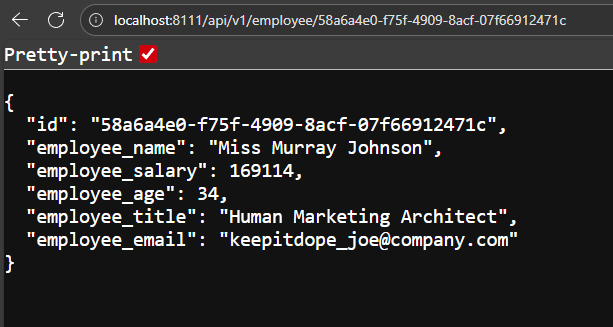 localhost:8111/api/v1/employee/58a6a4e0-f75f-4909-8acf-07f66912471c
Pretty-print
{
"id": "58a6a4e0-f75f-4909-8acf-07f66912471c",
"employee_name": "Miss Murray Johnson",
"employee_salary": 169114,
"employee_age": 34,
"employee_title": "Human Marketing Architect",
"employee_email": "keepitdope_joe@company.com"
}